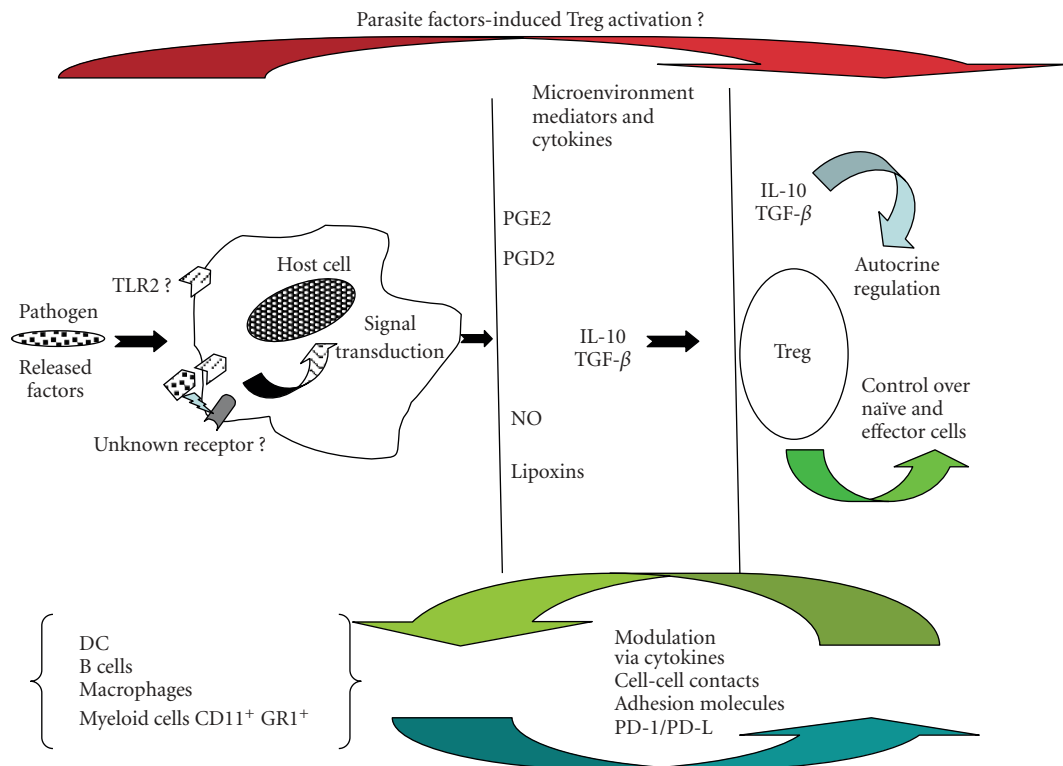 Parasite factors-induced Treg activation ?
Microenvironment
mediators and
cytokines
IL-10
TGF-β
PGE2
PGD2
Autocrine
regulation
TLR2 ?
Host cell
Pathogen
Released
factors
Signal
transduction
IL-10
TGF-β
Treg
Control over
naïve and
effector cells
NO
Unknown receptor ?
Lipoxins
DC
B cells
Macrophages
Myeloid cells CD11⁺ GR1⁺
Modulation
via cytokines
Cell-cell contacts
Adhesion molecules
PD-1/PD-L